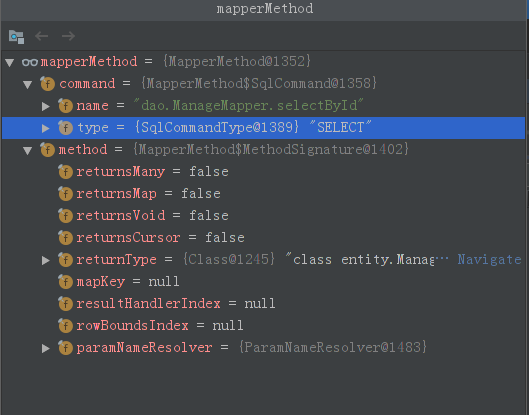 mapperMethod
mapperMethod = {MapperMethod@1352}
command = {MapperMethod$SqlCommand@1358}
name = "dao.ManageMapper.selectById"
type = {SqlCommandType@1389} "SELECT"
method = {MapperMethod$MethodSignature@1402}
returnsMany = false
returnsMap = false
returnsVoid = false
returnsCursor = false
returnType = {Class@1245} "class entity.Manag… Navigate
mapKey = null
resultHandlerIndex = null
rowBoundsIndex = null
paramNameResolver = {ParamNameResolver@1483}